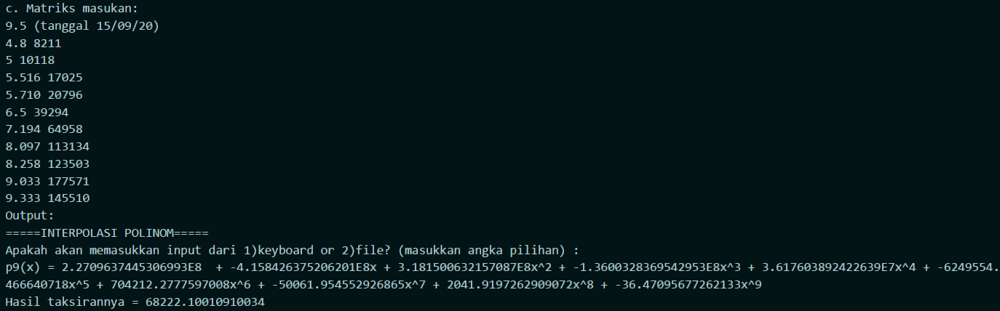 c. Matriks masukan:
9.5 (tanggal 15/09/20)
4.8 8211
5 10118
5.516 17025
5.710 20796
6.5 39294
7.194 64958
8.097 113134
8.258 123503
9.033 177571
9.333 145510
Output:
=====INTERPOLASI POLINOM=====
Apakah akan memasukkan input dari 1)keyboard or 2)file? (masukkan angka pilihan) :
p9(x) = 2.2709637445306993E8  + -4.158426375206201E8x + 3.181500632157087E8x^2 + -1.3600328369542953E8x^3 + 3.617603892422639E7x^4 + -6249554.
466640718x^5 + 704212.2777597008x^6 + -50061.954552926865x^7 + 2041.9197262909072x^8 + -36.47095677262133x^9
Hasil taksirannya = 68222.10010910034